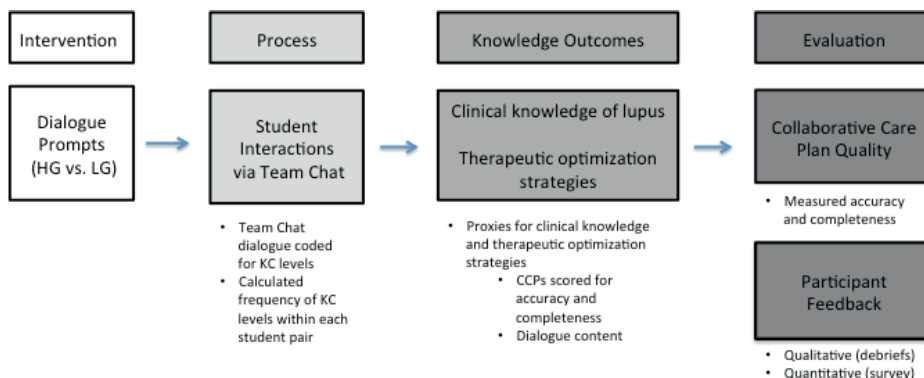 Intervention
Process
Knowledge Outcomes
Evaluation
Dialogue
Prompts
(HG vs. LG)
Student
Interactions
via Team Chat
Clinical knowledge of lupus
Therapeutic optimization
strategies
Collaborative Care
Plan Quality
• Team Chat
dialogue coded
for KC levels
• Calculated
frequency of KC
levels within each
student pair
• Proxies for clinical knowledge
and therapeutic optimization
strategies
• CCPs scored for
accuracy and
completeness
• Dialogue content
• Measured accuracy
and completeness
Participant
Feedback
• Qualitative (debriefs)
• Quantitative (survey)